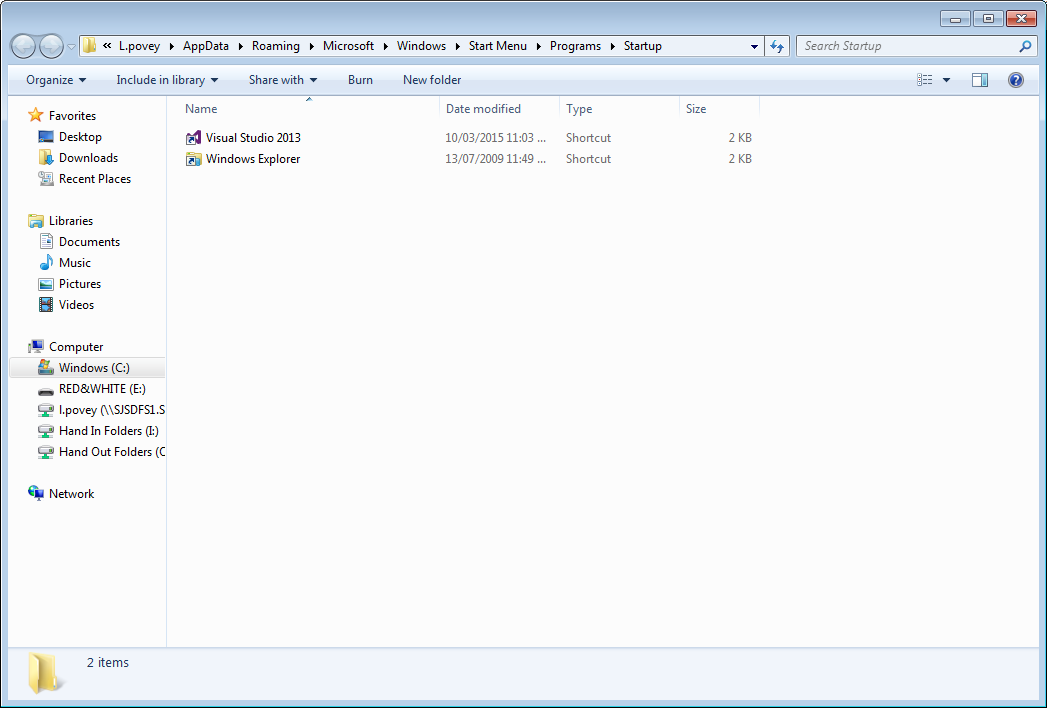 « L.povey ▸ AppData ▸ Roaming ▸ Microsoft ▸ Windows ▸ Start Menu ▸ Programs ▸ Startup
Search Startup
Organize Include in library Share with Burn New folder
Name Date modified Type Size
Visual Studio 2013 10/03/2015 11:03 ... Shortcut 2 KB
Windows Explorer 13/07/2009 11:49 ... Shortcut 2 KB
Favorites
Desktop
Downloads
Recent Places
Libraries
Documents
Music
Pictures
Videos
Computer
Windows (C:)
RED&WHITE (E:)
l.povey (\\SJSDFS1.S
Hand In Folders (I:)
Hand Out Folders (C
Network
2 items